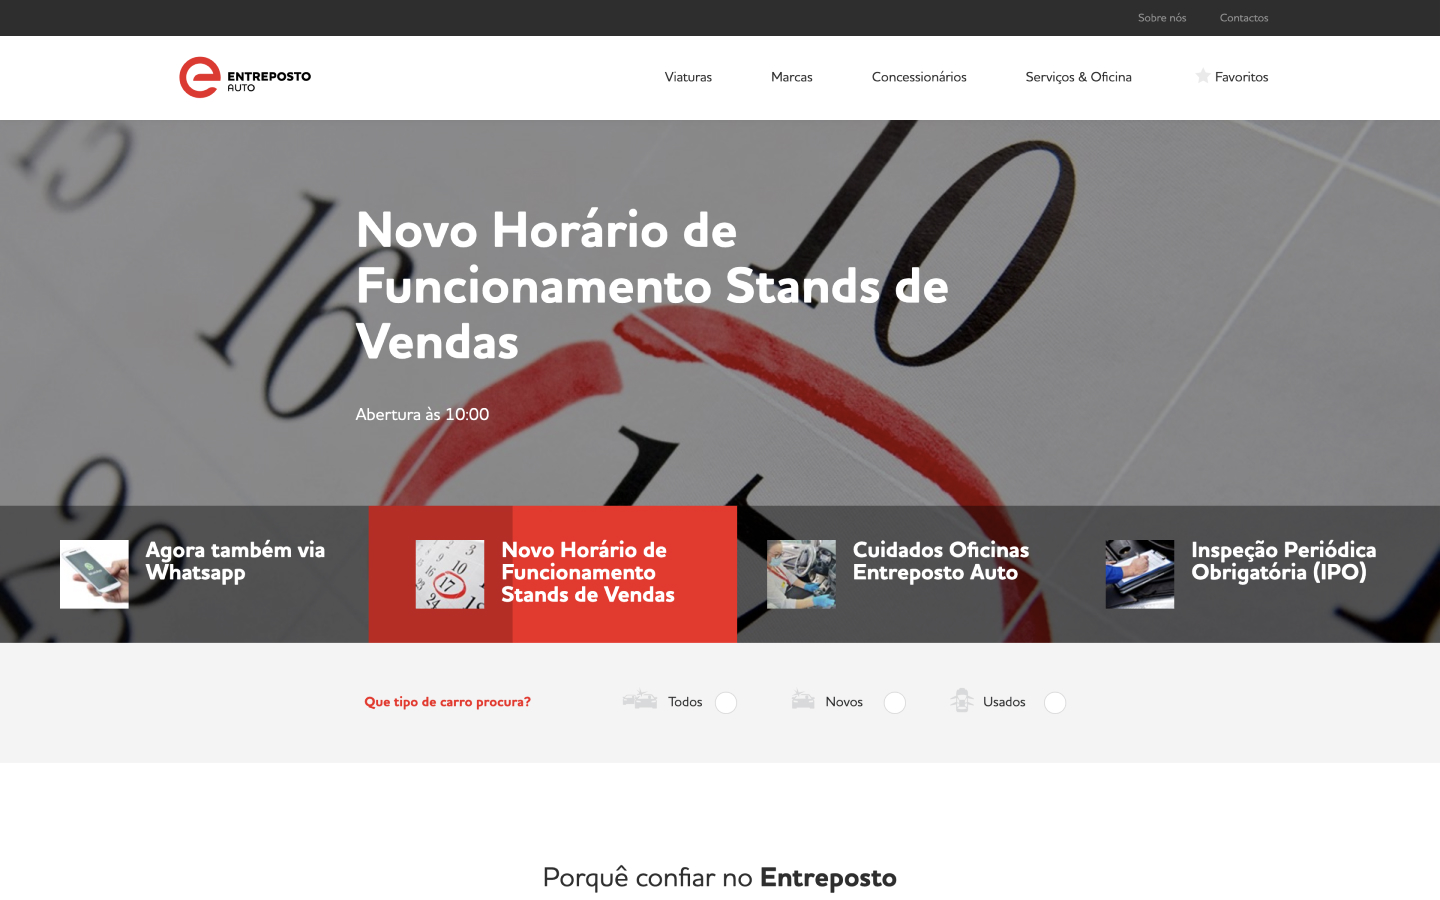 Sobre nós
Contactos
ENTREPOSTO
AUTO
Viaturas
Marcas
Concessionários
Serviços & Oficina
Favoritos
Novo Horário de
Funcionamento Stands de
Vendas
Abertura às 10:00
Agora também via
Whatsapp
Novo Horário de
Funcionamento
Stands de Vendas
Cuidados Oficinas
Entreposto Auto
Inspeção Periódica
Obrigatória (IPO)
Que tipo de carro procura?
Todos
Novos
Usados
Porquê confiar no Entreposto